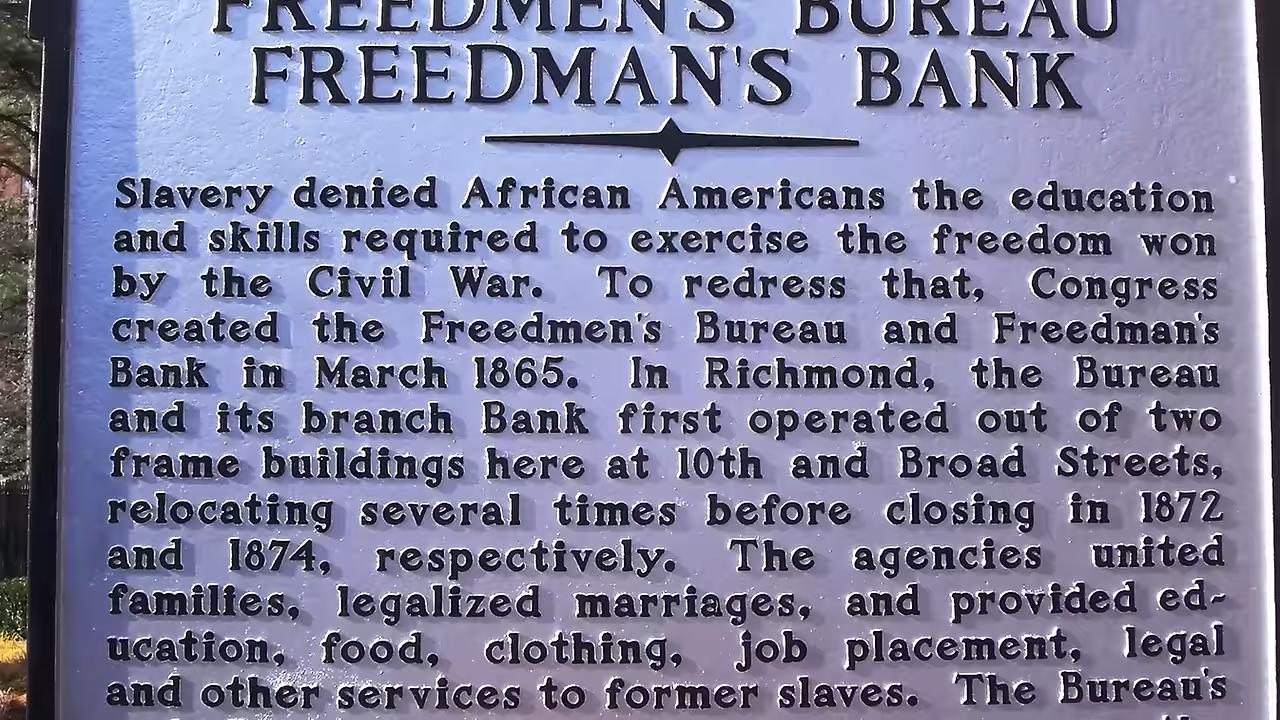 FREEDMEN'S BUREAU
FREEDMAN'S BANK
Slavery denied African Americans the education
and skills required to exercise the freedom won
by the Civil War. To redress that, Congress
created the Freedmen's Bureau and Freedman's
Bank in March 1865. In Richmond, the Bureau
and its branch Bank first operated out of two
frame buildings here at 10th and Broad Streets,
relocating several times before closing in 1872
and 1874, respectively. The agencies united
families, legalized marriages, and provided ed-
ucation, food, clothing, job placement, legal
and other services to former slaves. The Bureau's